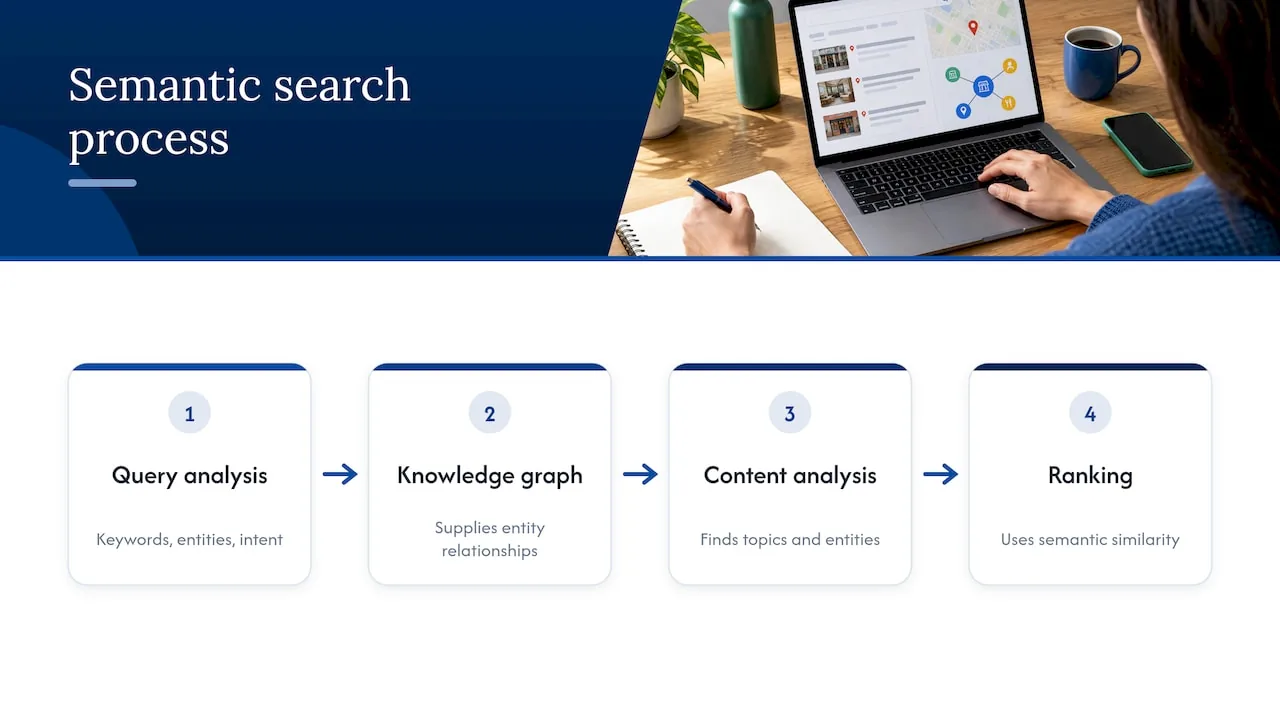 Semantic search
process
1
Query analysis
Keywords, entities, intent
2
Knowledge graph
Supplies entity
relationships
3
Content analysis
Finds topics and entities
4
Ranking
Uses semantic similarity